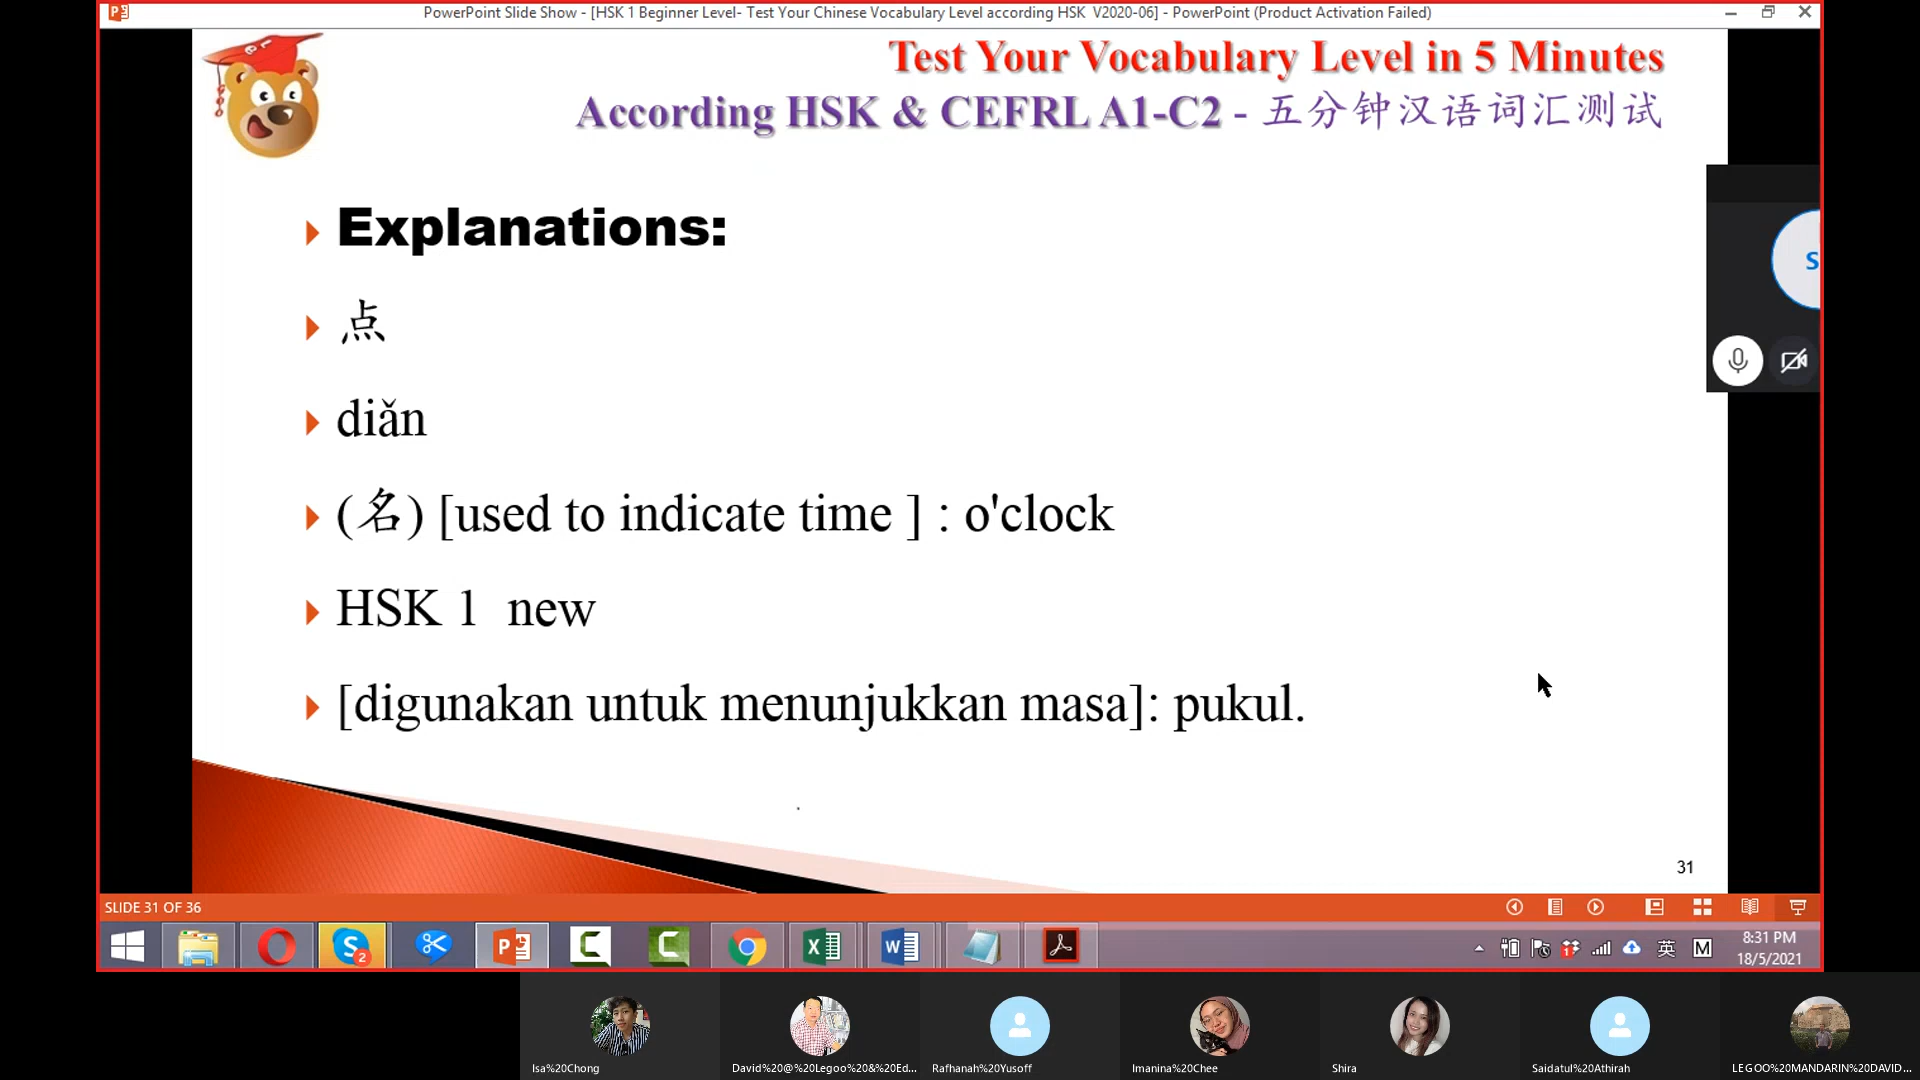 PowerPoint Slide Show - [HSK 1 Beginner Level- Test Your Chinese Vocabulary Level according HSK  V2020-06] - PowerPoint (Product Activation Failed)
Test Your Vocabulary Level in 5 Minutes
According HSK & CEFRL A1-C2 - 五分钟汉语词汇测试
Explanations:
点
diǎn
(名) [used to indicate time ] : o'clock
HSK 1  new
[digunakan untuk menunjukkan masa]: pukul.
S
31
SLIDE 31 OF 36
2
英
M
8:31 PM
18/5/2021
Isa%20Chong
David%20@%20Legoo%20&%20Ed...
Rafhanah%20Yusoff
Imanina%20Chee
Shira
Saidatul%20Athirah
LEGOO%20MANDARIN%20DAVID...